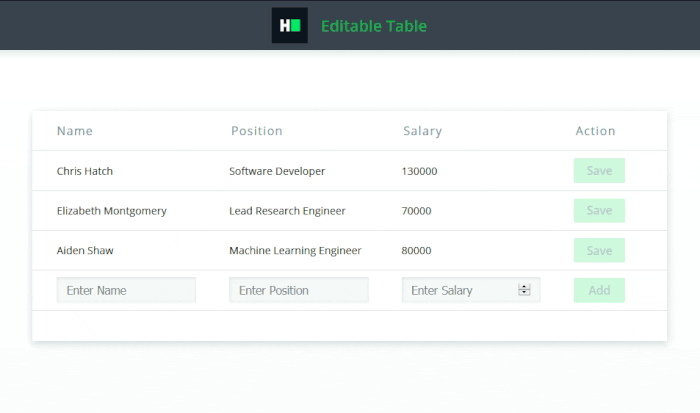 H Editable Table
Name Position Salary Action
Chris Hatch Software Developer 130000 Save
Elizabeth Montgomery Lead Research Engineer 70000 Save
Aiden Shaw Machine Learning Engineer 80000 Save
Enter Name Enter Position Enter Salary Add